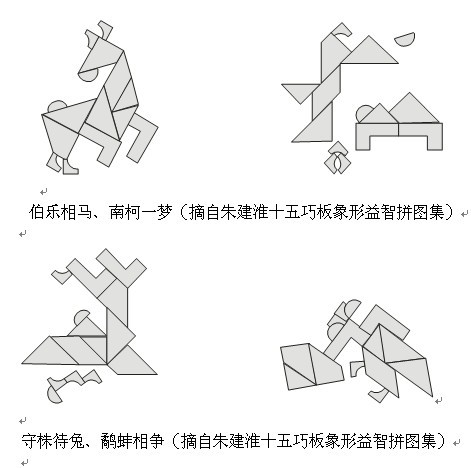 伯乐相马、南柯一梦（摘自朱建淮十五巧板象形益智拼图集）
守株待兔、鹬蚌相争（摘自朱建淮十五巧板象形益智拼图集）